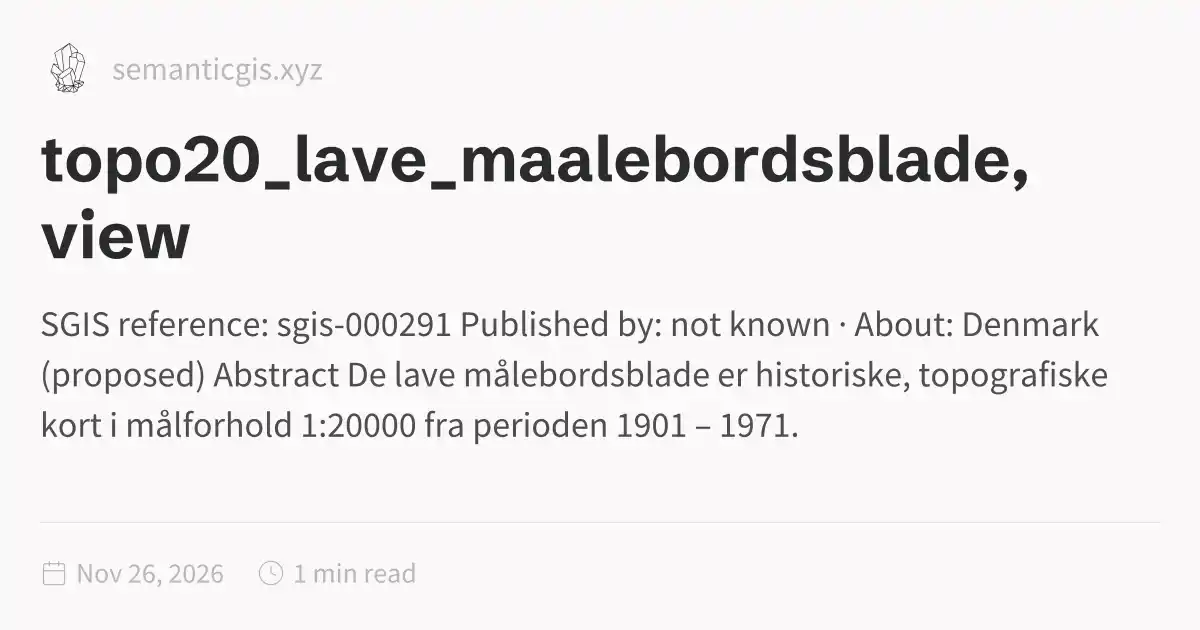 semanticgis.xyz
topo20_lave_maalebordsblade,
view
SGIS reference: sgis-000291 Published by: not known · About: Denmark
(proposed) Abstract De lave målebordsblade er historiske, topografiske
kort i målforhold 1:20000 fra perioden 1901 – 1971.
Nov 26, 2026 1 min read